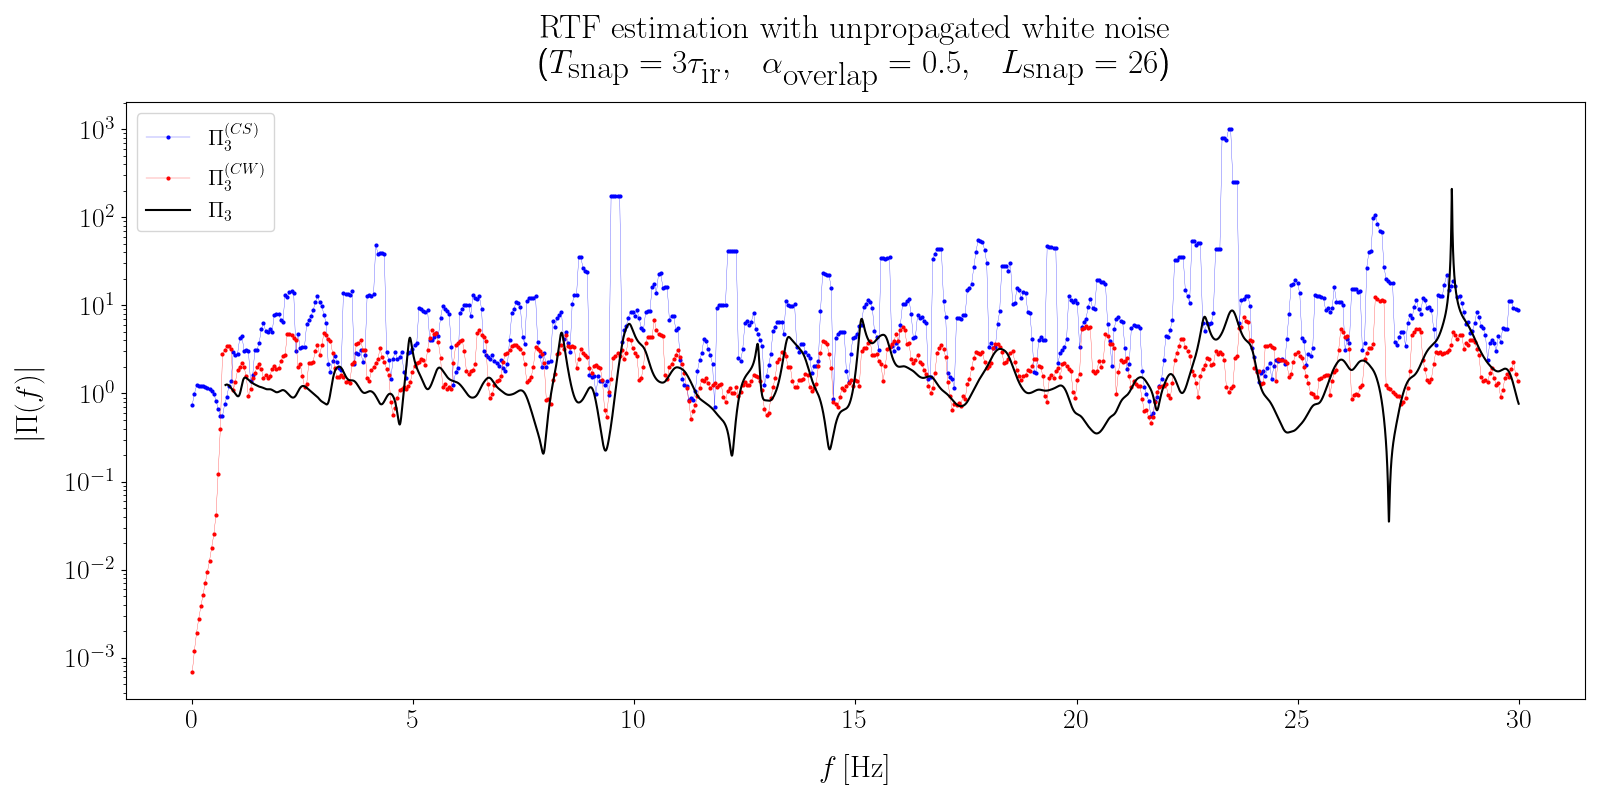 RTF estimation with unpropagated white noise
(T_snap = 3τ_ir, α_overlap = 0.5, L_snap = 26)
Π_3^(CS)
Π_3^(CW)
Π_3
|Π(f)|
10^3
10^2
10^1
10^0
10^−1
10^−2
10^−3
0 5 10 15 20 25 30
f [Hz]